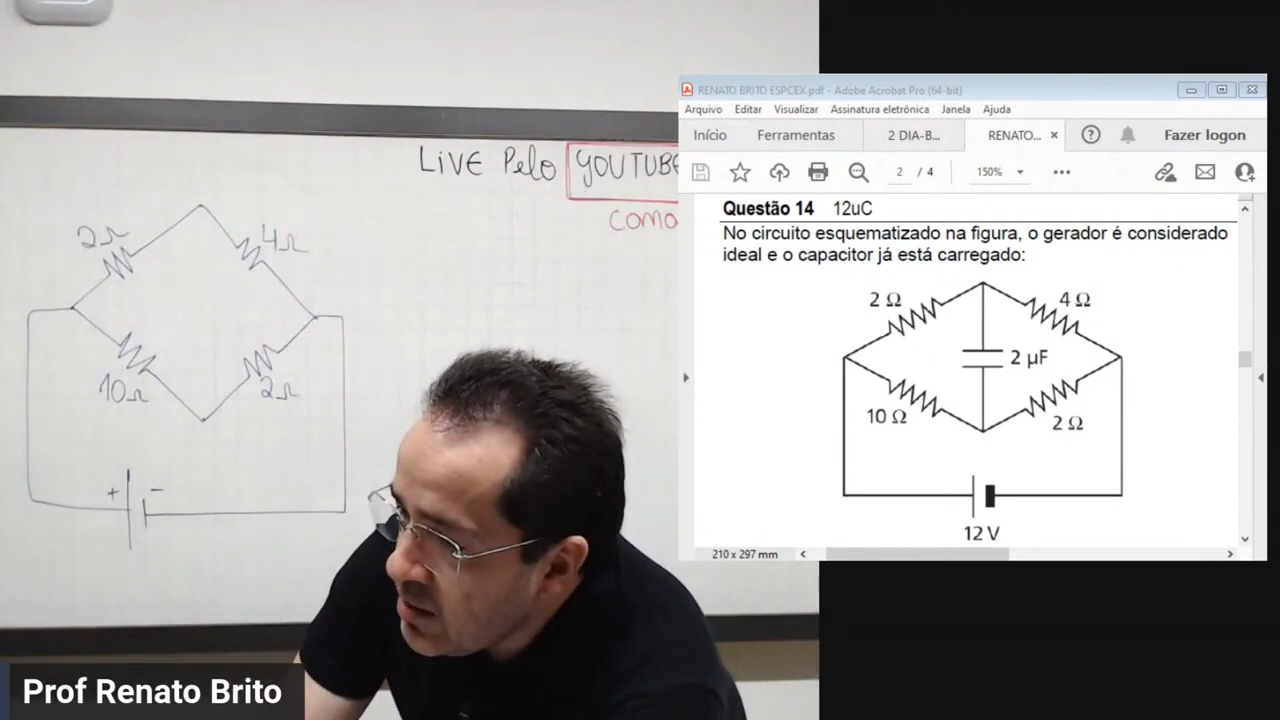 LIVE Pelo YOUTUBE
COMO
2Ω
4Ω
10Ω
2Ω
+
-
Prof Renato Brito
RENATO BRITO ESPCEX.pdf - Adobe Acrobat Pro (64-bit)
Arquivo Editar Visualizar Assinatura eletrônica Janela Ajuda
Início Ferramentas 2 DIA-B... RENATO... × ? Fazer logon
2 / 4 150%
Questão 14 12uC
No circuito esquematizado na figura, o gerador é considerado
ideal e o capacitor já está carregado:
2 Ω
4 Ω
2 μF
10 Ω
2 Ω
12 V
210 x 297 mm